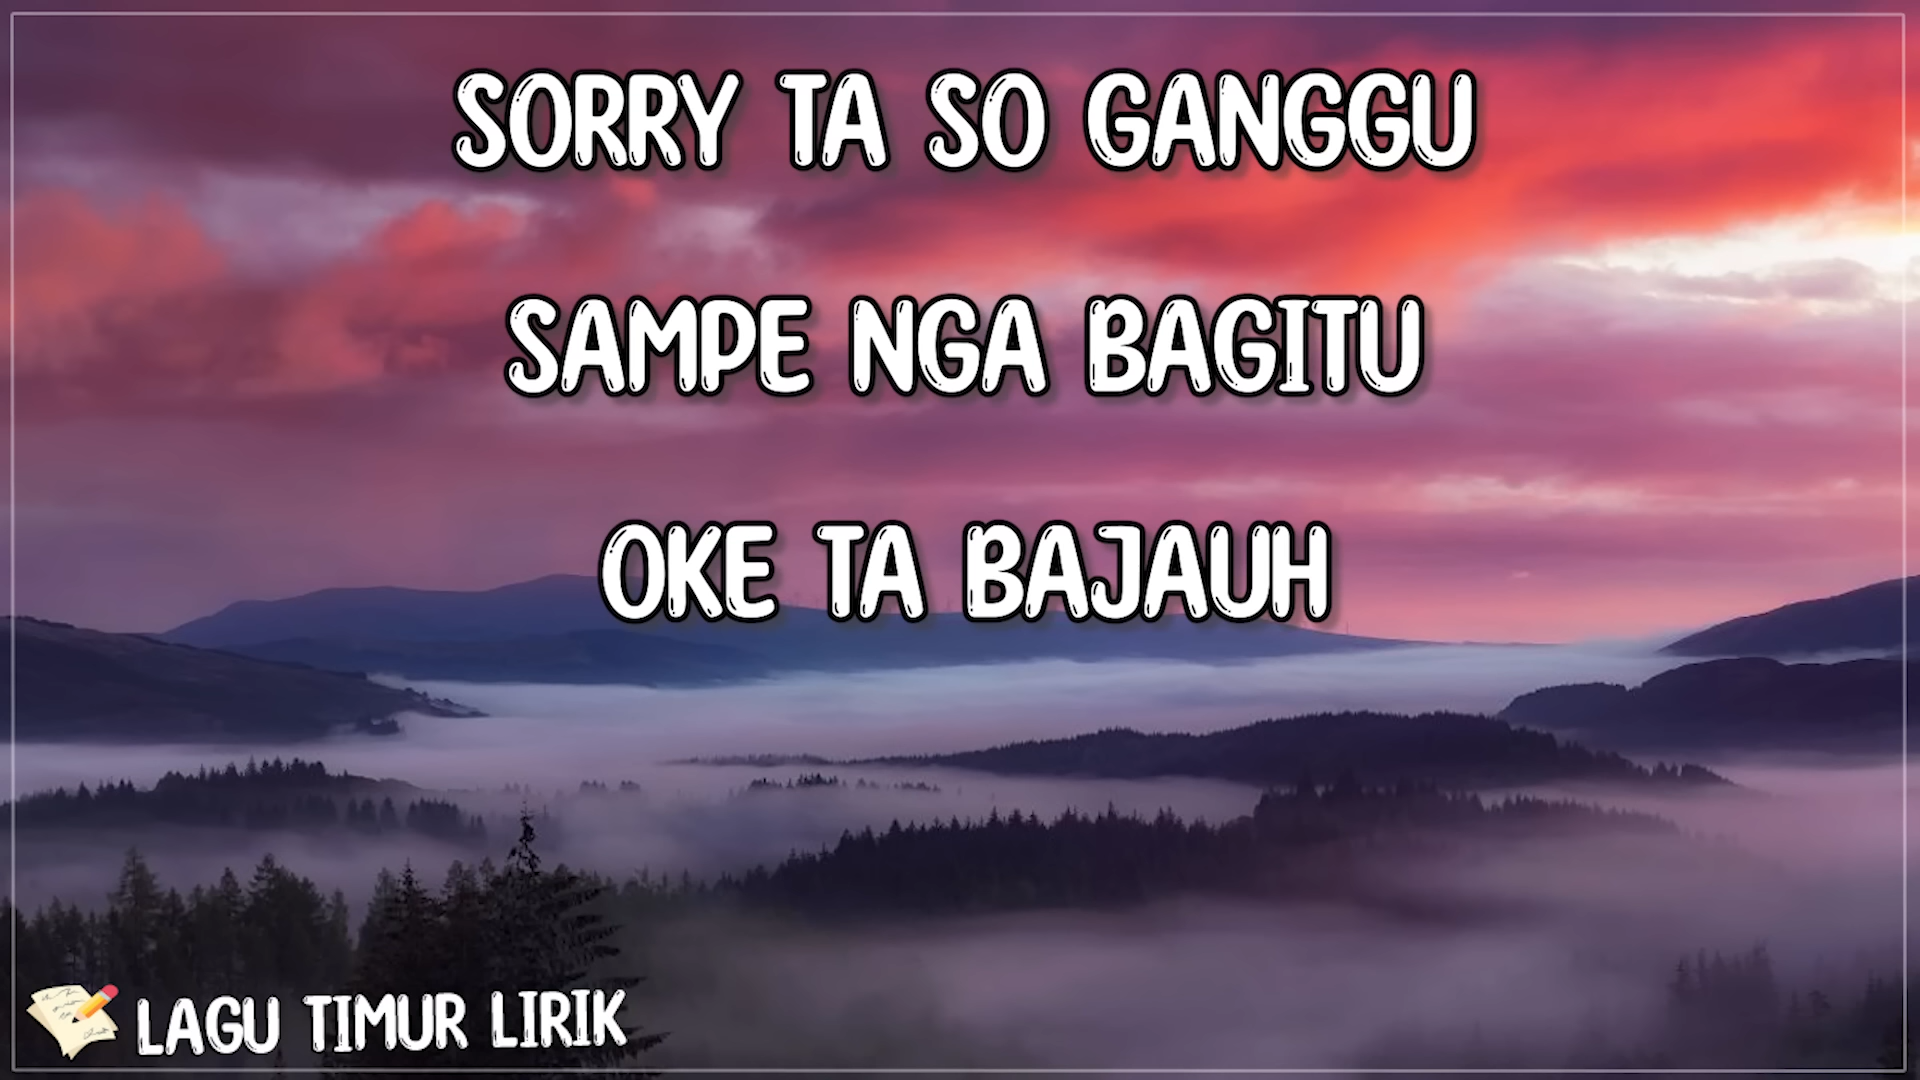 SORRY TA SO GANGGU
SAMPE NGA BAGITU
OKE TA BAJAUH
LAGU TIMUR LIRIK